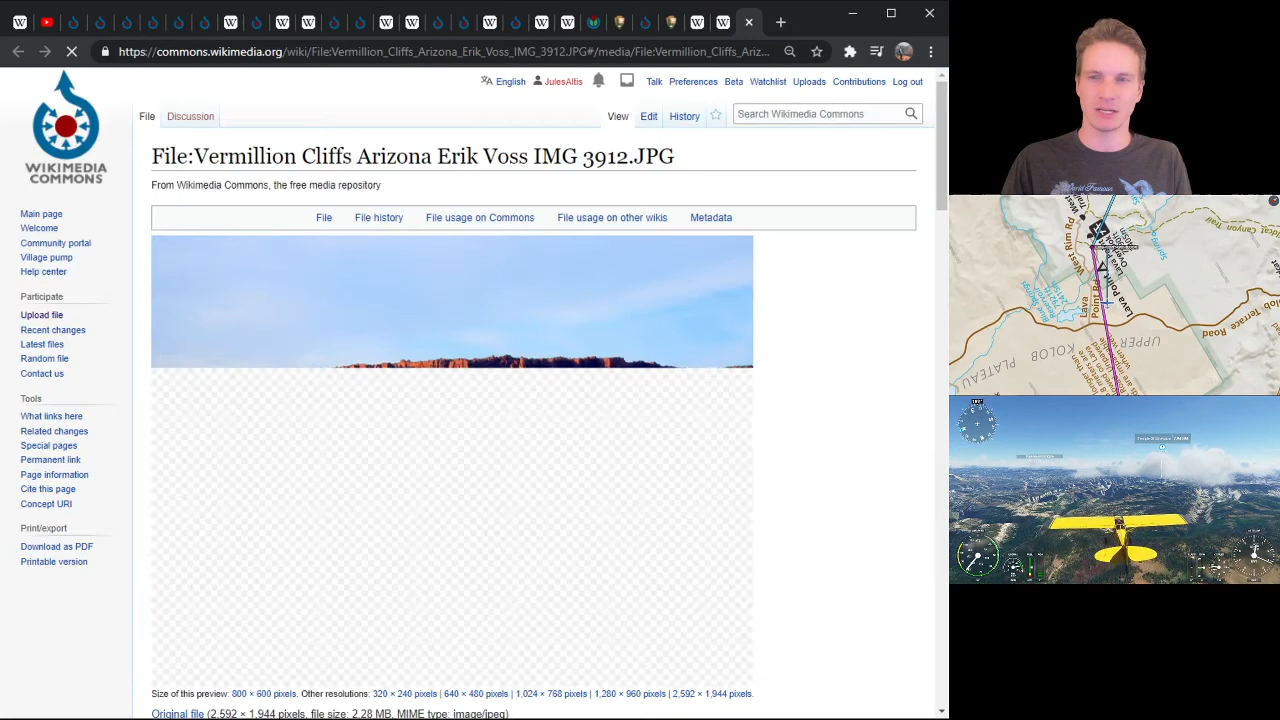 https://commons.wikimedia.org/wiki/File:Vermillion_Cliffs_Arizona_Erik_Voss_IMG_3912.JPG#/media/File:Vermillion_Cliffs_Ariz...
English
JulesAltis
Talk
Preferences
Beta
Watchlist
Uploads
Contributions
Log out
File
Discussion
View
Edit
History
Search Wikimedia Commons
WIKIMEDIA
COMMONS
File:Vermillion Cliffs Arizona Erik Voss IMG 3912.JPG
From Wikimedia Commons, the free media repository
File
File history
File usage on Commons
File usage on other wikis
Metadata
Main page
Welcome
Community portal
Village pump
Help center
Participate
Upload file
Recent changes
Latest files
Random file
Contact us
Tools
What links here
Related changes
Special pages
Permanent link
Page information
Cite this page
Concept URI
Print/export
Download as PDF
Printable version
Size of this preview: 800 × 600 pixels. Other resolutions: 320 × 240 pixels | 640 × 480 pixels | 1,024 × 768 pixels | 1,280 × 960 pixels | 2,592 × 1,944 pixels.
Original file (2,592 × 1,944 pixels, file size: 2.28 MB, MIME type: image/jpeg)
West Rim Rd
Lava Point Rd
Lava Point
KOLOB
PLATEAU
UPPER
Terrace Road